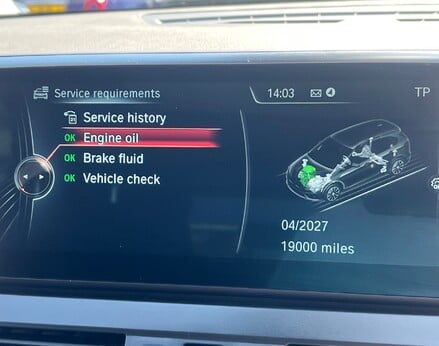 Service requirements
14:03 4 TP
Service history
OK Engine oil
OK Brake fluid
OK Vehicle check
04/2027
19000 miles